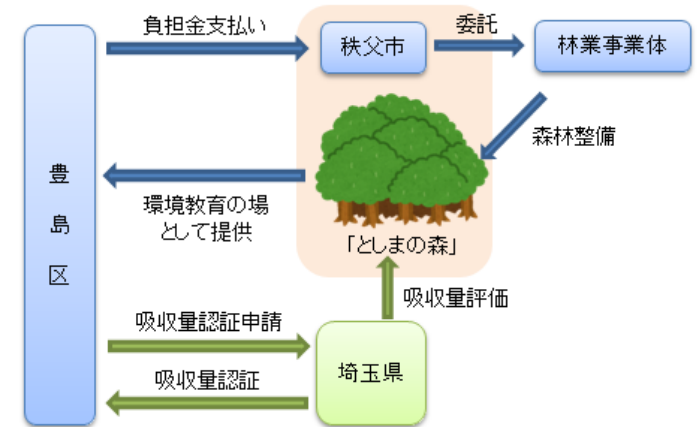 負担金支払い
秩父市
委託
林業事業体
森林整備
豊島区
環境教育の場
として提供
「としまの森」
吸収量評価
吸収量認証申請
埼玉県
吸収量認証